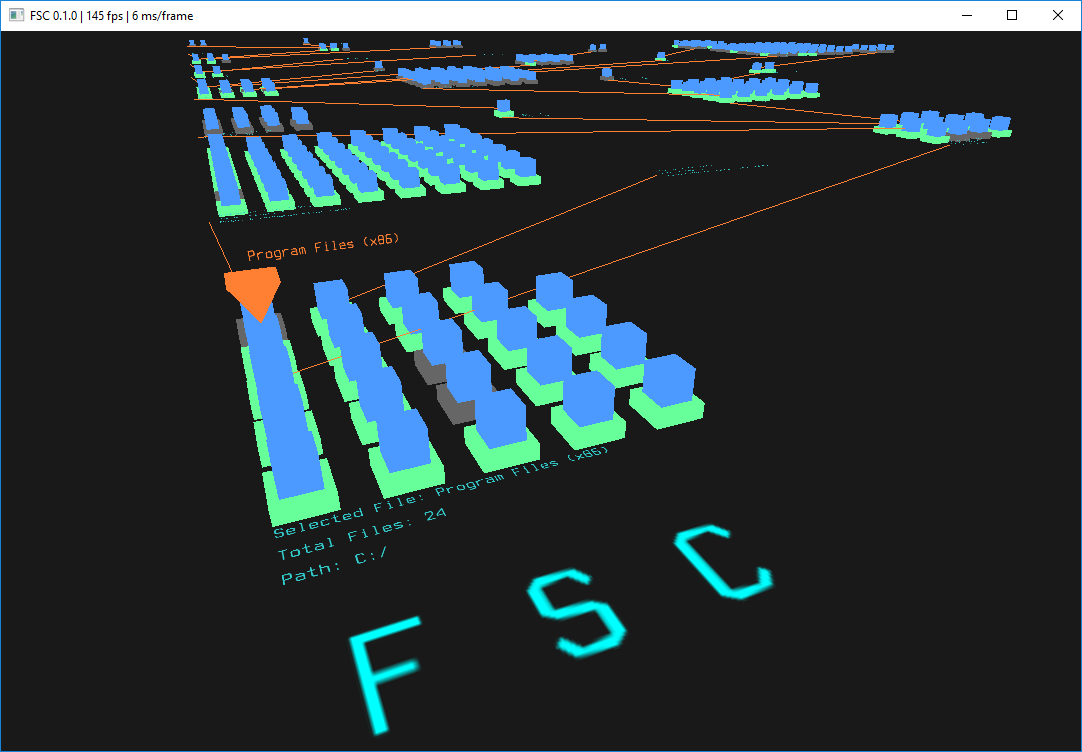 FSC 0.1.0 | 145 fps | 6 ms/frame
Program Files (x86)
Selected File: Program Files (x86)
Total Files: 24
Path: C:/
FSC